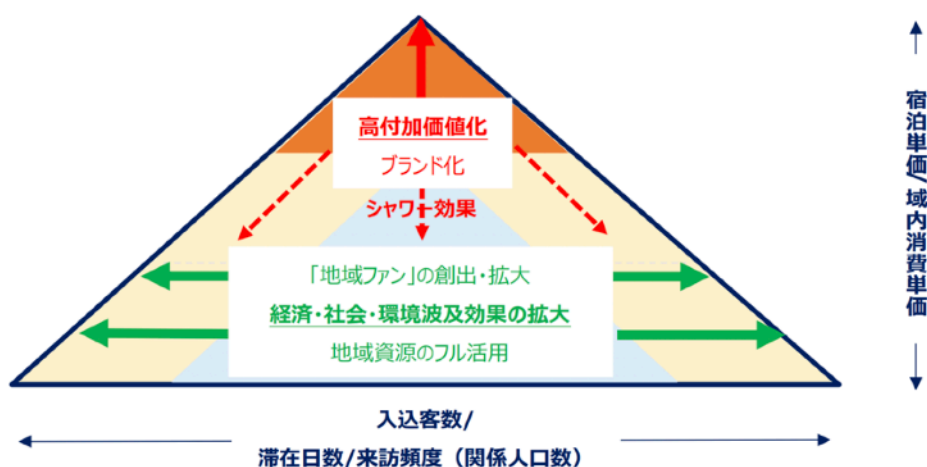 高付加価値化
ブランド化
シャワー効果
「地域ファン」の創出・拡大
経済・社会・環境波及効果の拡大
地域資源のフル活用
宿泊単価/域内消費単価
入込客数/
滞在日数/来訪頻度（関係人口数）